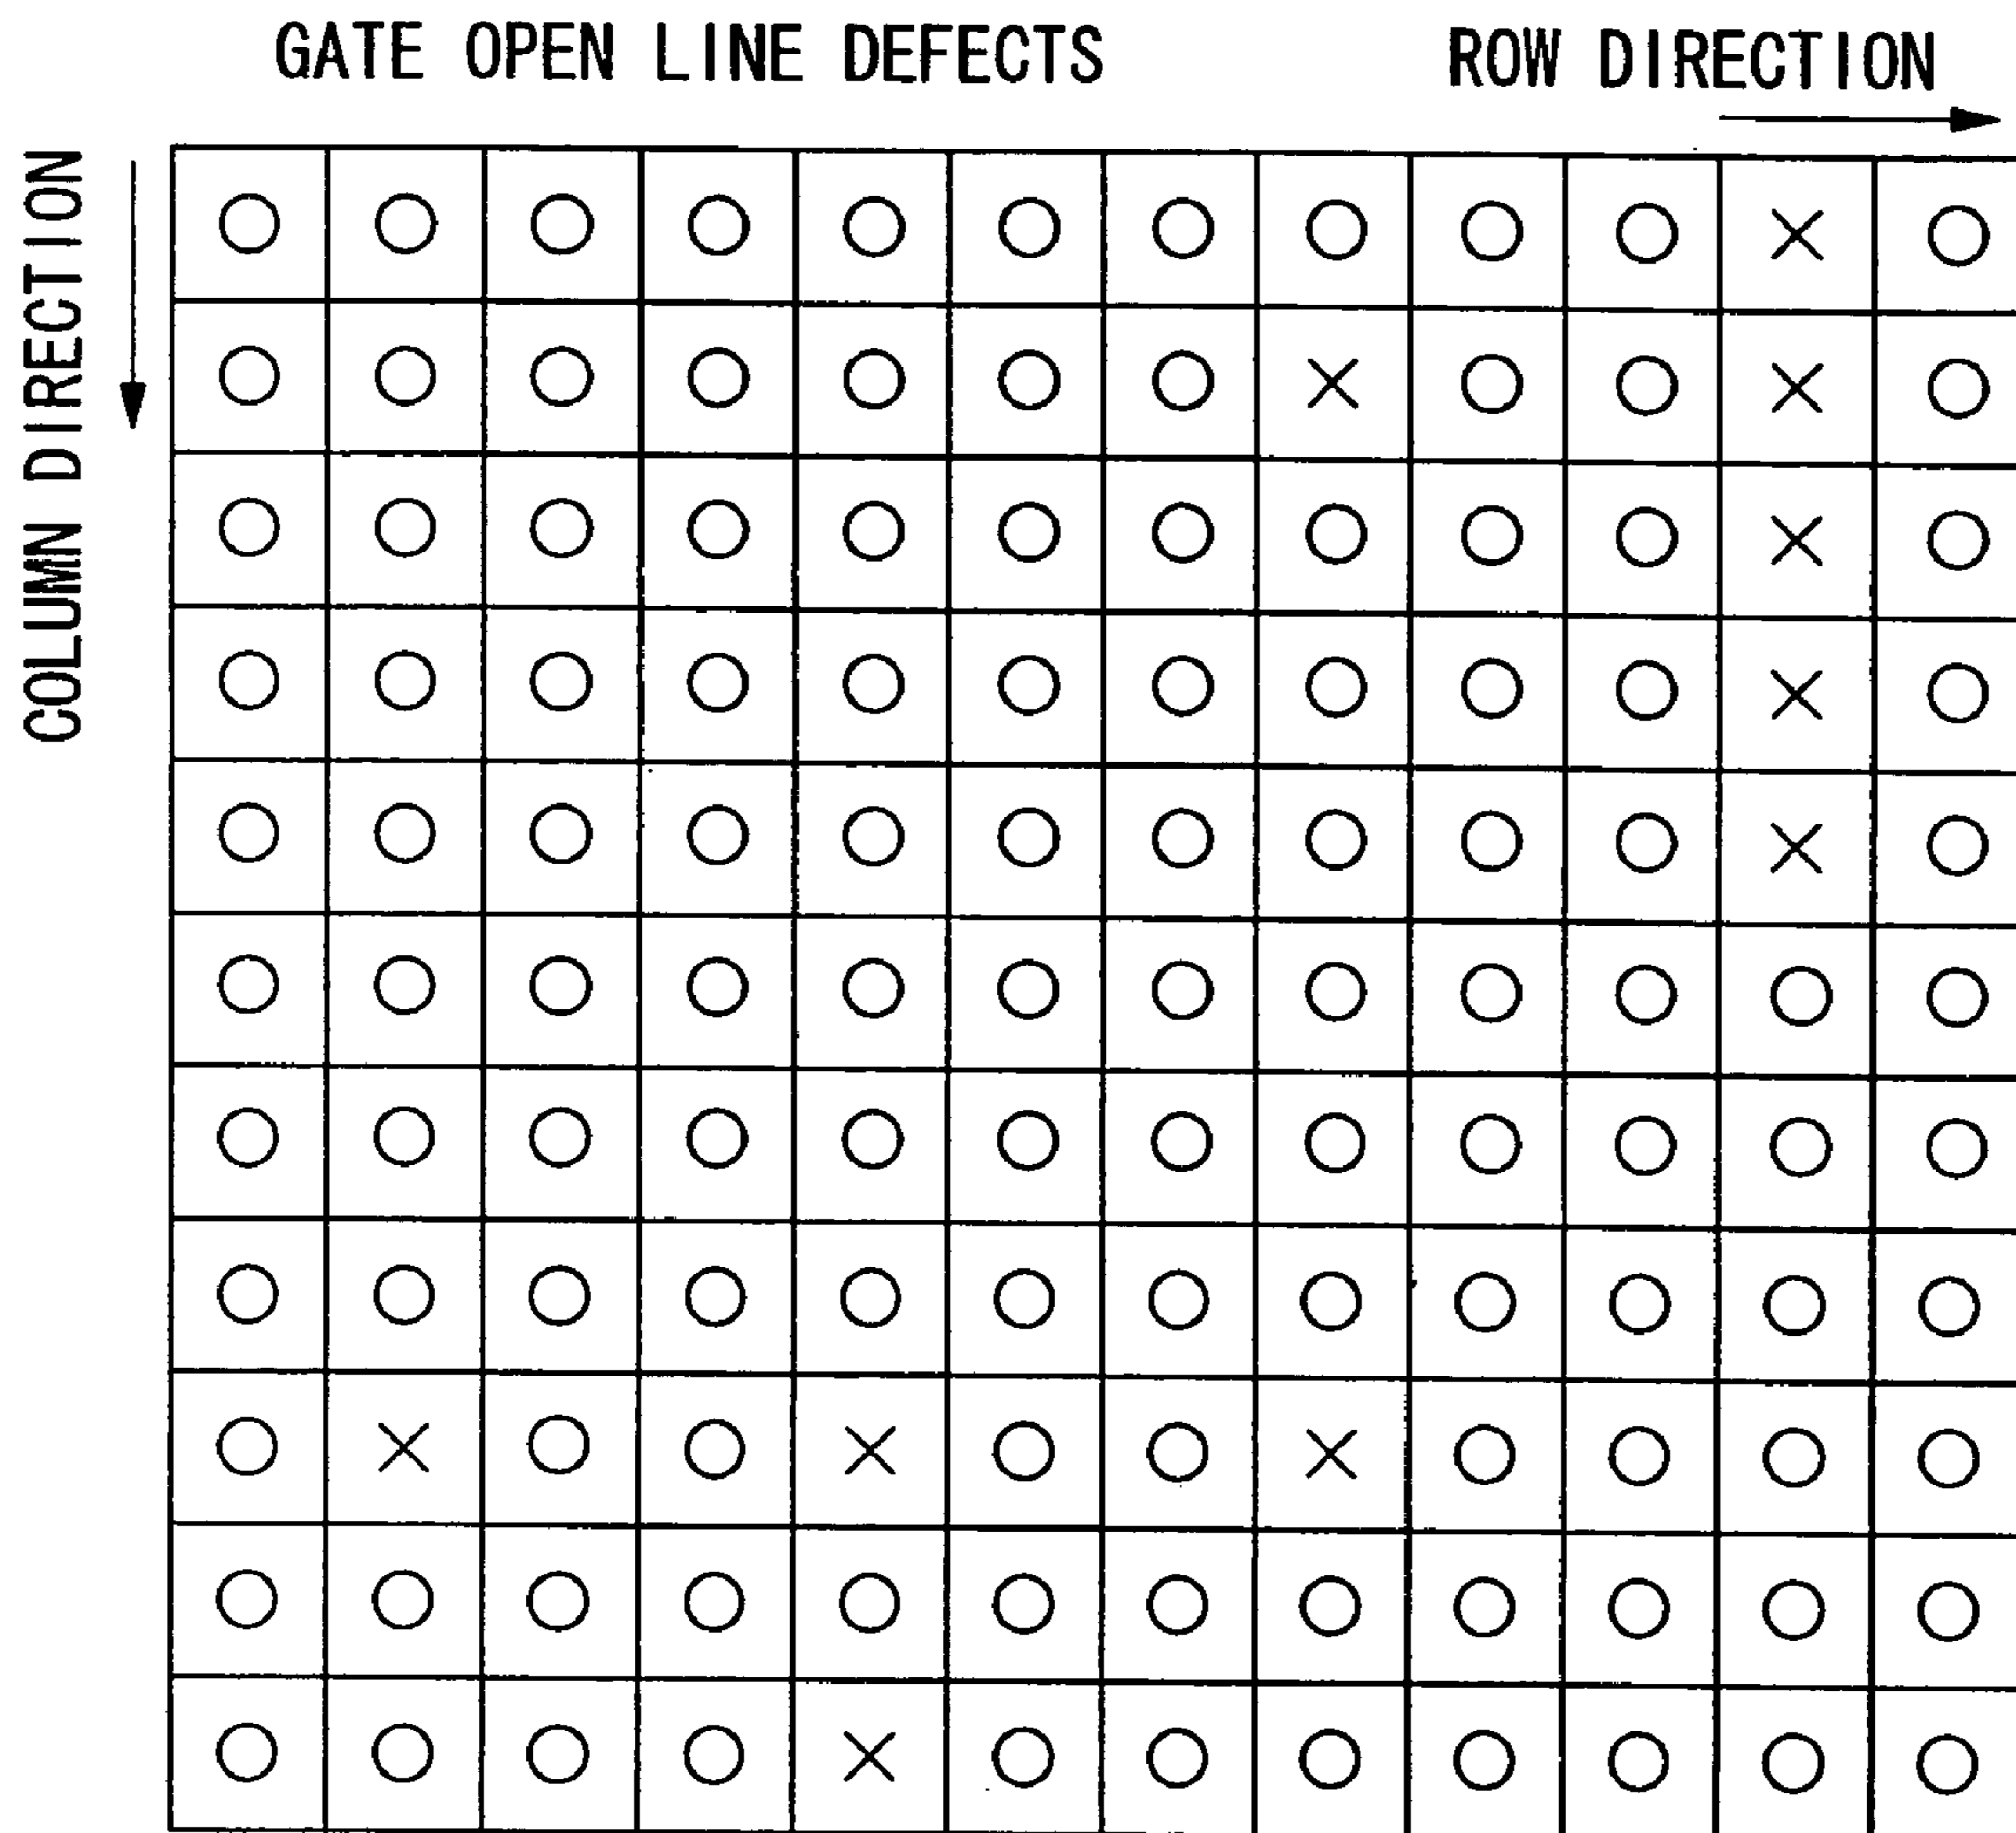 GATE OPEN LINE DEFECTS
ROW DIRECTION
COLUMN DIRECTION
○ ○ ○ ○ ○ ○ ○ ○ ○ ○ × ○
○ ○ ○ ○ ○ ○ ○ × ○ ○ × ○
○ ○ ○ ○ ○ ○ ○ ○ ○ ○ × ○
○ ○ ○ ○ ○ ○ ○ ○ ○ ○ × ○
○ ○ ○ ○ ○ ○ ○ ○ ○ ○ × ○
○ ○ ○ ○ ○ ○ ○ ○ ○ ○ ○ ○
○ ○ ○ ○ ○ ○ ○ ○ ○ ○ ○ ○
○ ○ ○ ○ ○ ○ ○ ○ ○ ○ ○ ○
○ × ○ ○ × ○ ○ × ○ ○ ○ ○
○ ○ ○ ○ ○ ○ ○ ○ ○ ○ ○ ○
○ ○ ○ ○ × ○ ○ ○ ○ ○ ○ ○